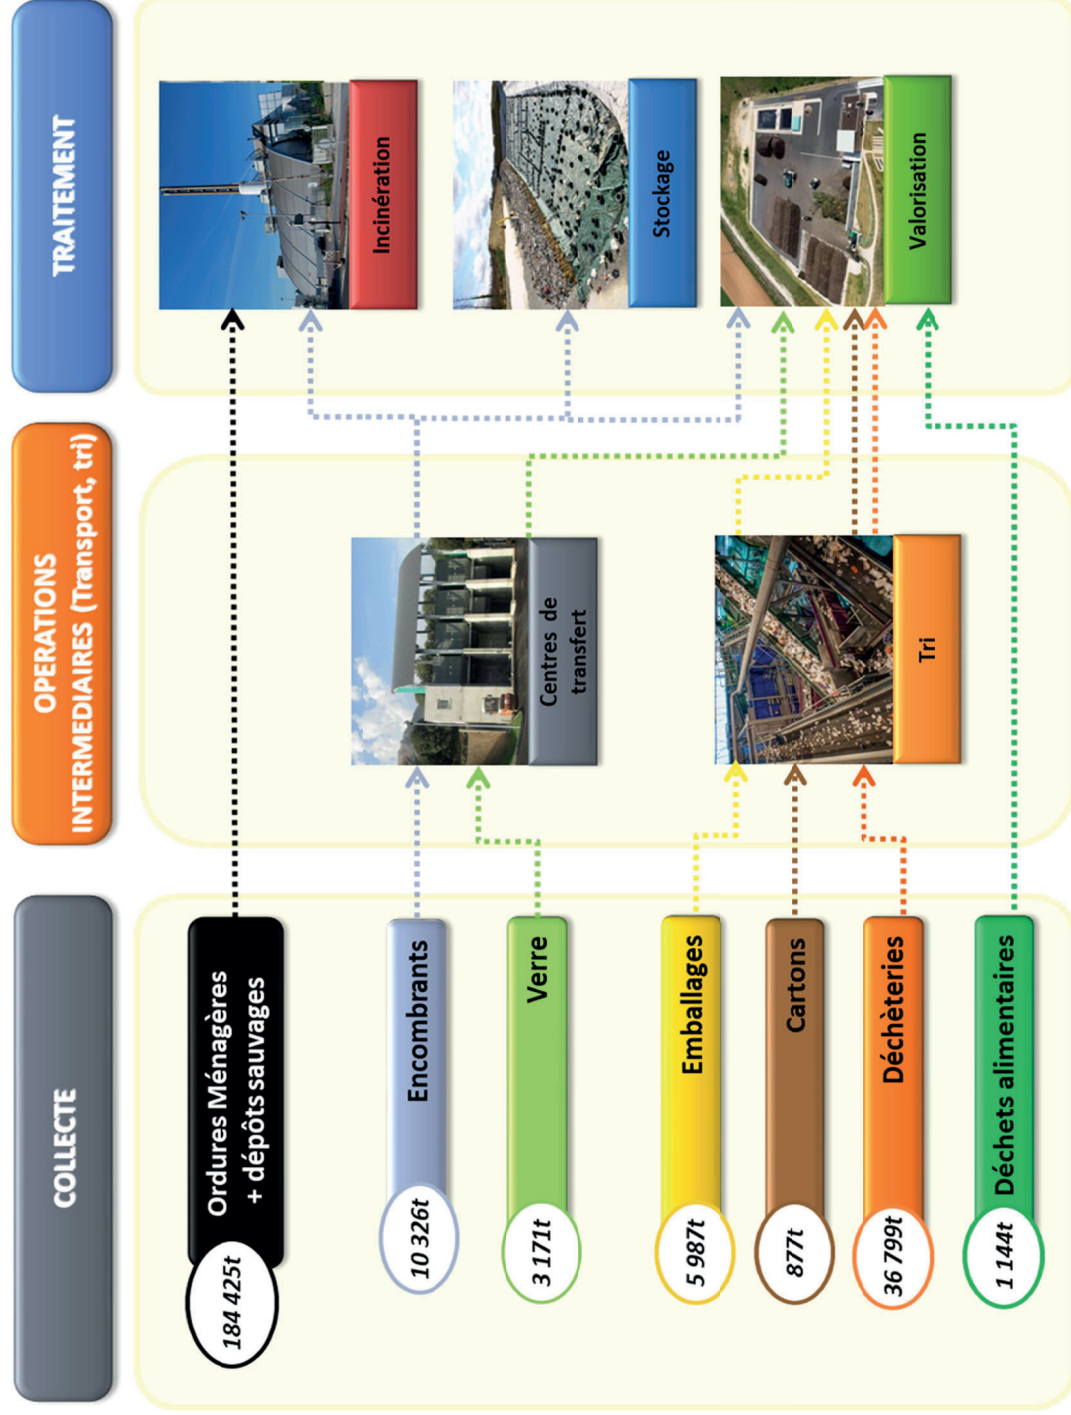 COLLECTE
OPERATIONS
INTERMEDIAIRES (Transport, tri)
TRAITEMENT
184 425t
Ordures Ménagères
+ dépôts sauvages
10 326t
Encombrants
3 171t
Verre
5 987t
Emballages
877t
Cartons
36 799t
Déchèteries
1 144t
Déchets alimentaires
Centres de
transfert
Tri
Incinération
Stockage
Valorisation